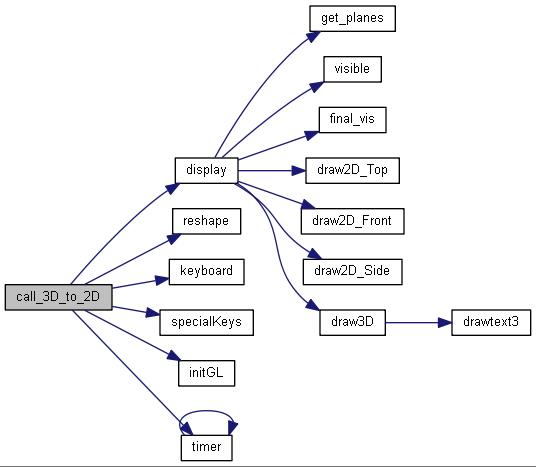 get_planes
visible
final_vis
display
draw2D_Top
reshape
draw2D_Front
keyboard
draw2D_Side
call_3D_to_2D
specialKeys
draw3D
drawtext3
initGL
timer